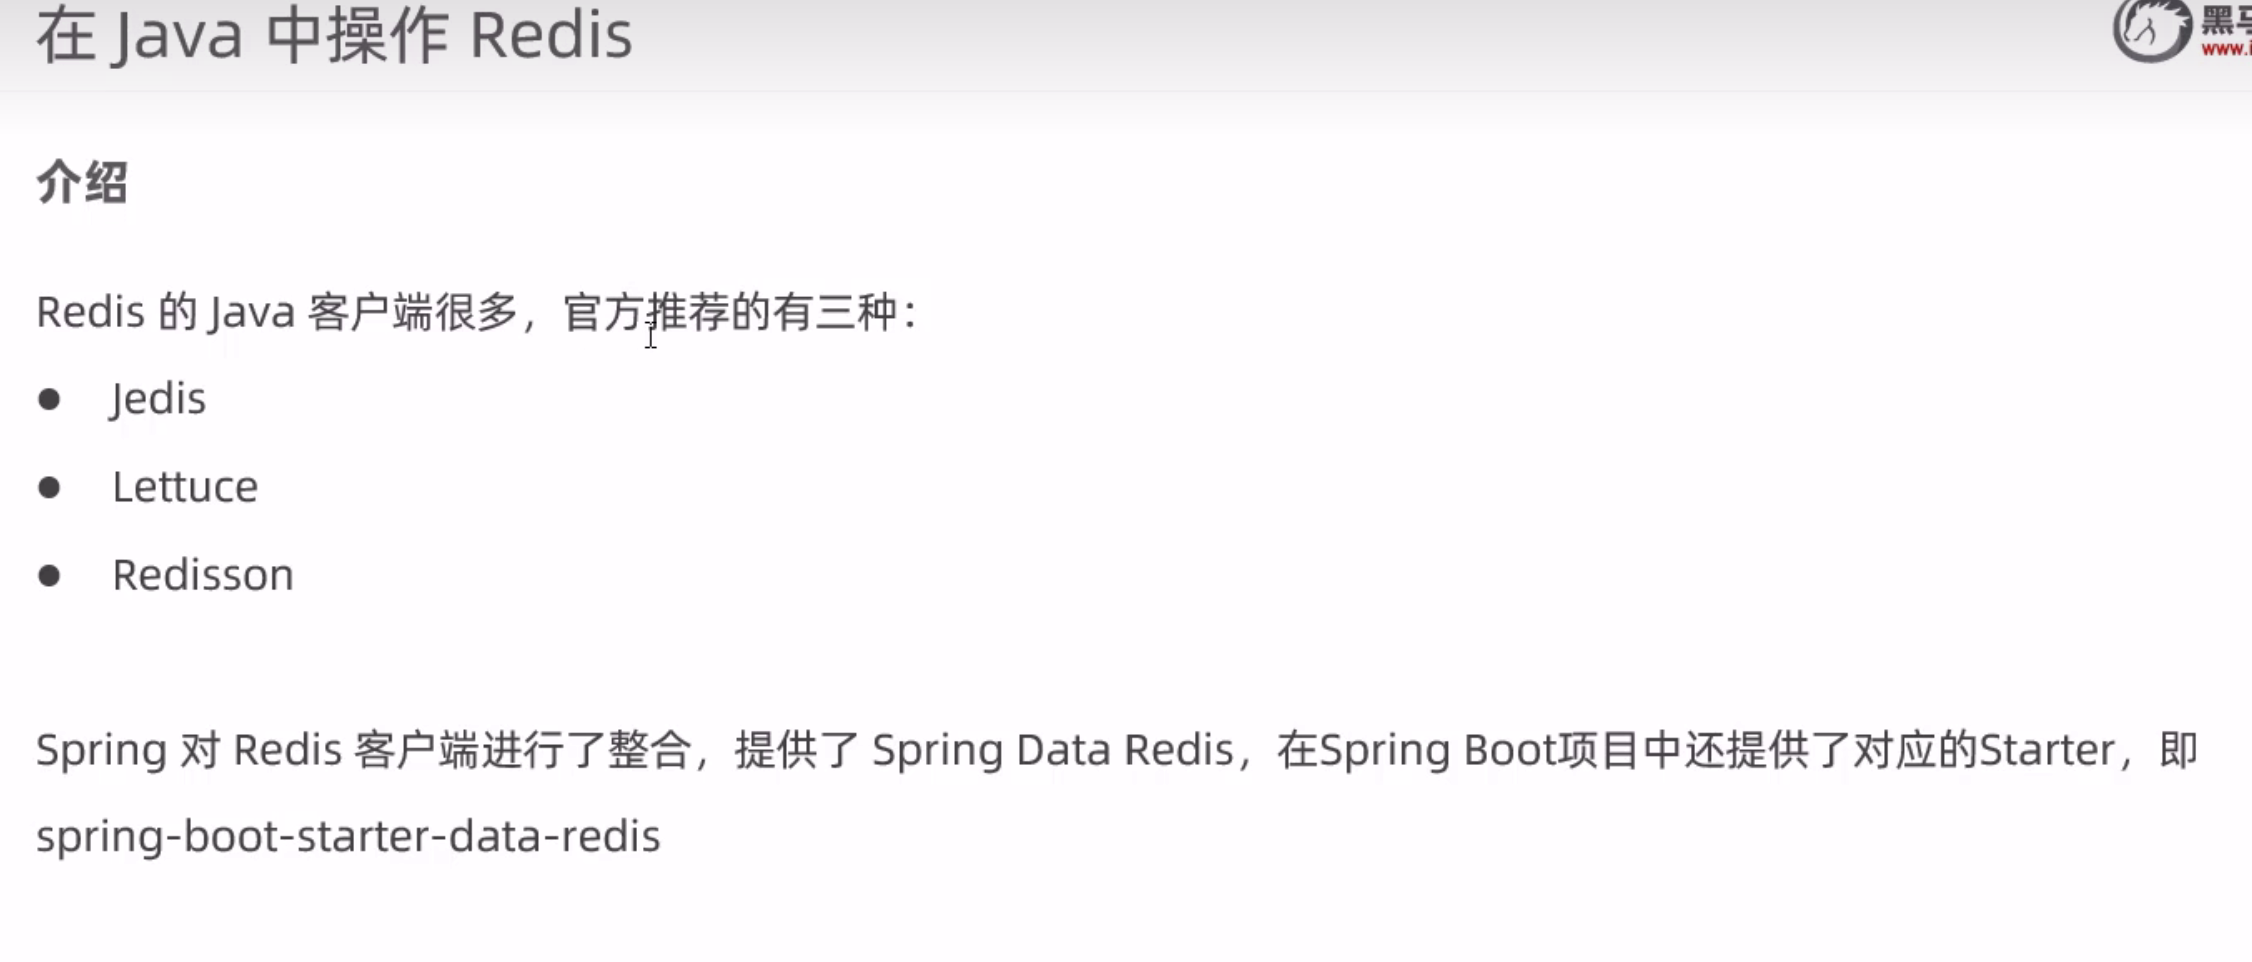 在 Java 中操作 Redis
黑
www.
介绍
Redis 的 Java 客户端很多，官方推荐的有三种：
● Jedis
● Lettuce
● Redisson
Spring 对 Redis 客户端进行了整合，提供了 Spring Data Redis，在Spring Boot项目中还提供了对应的Starter，即
spring-boot-starter-data-redis